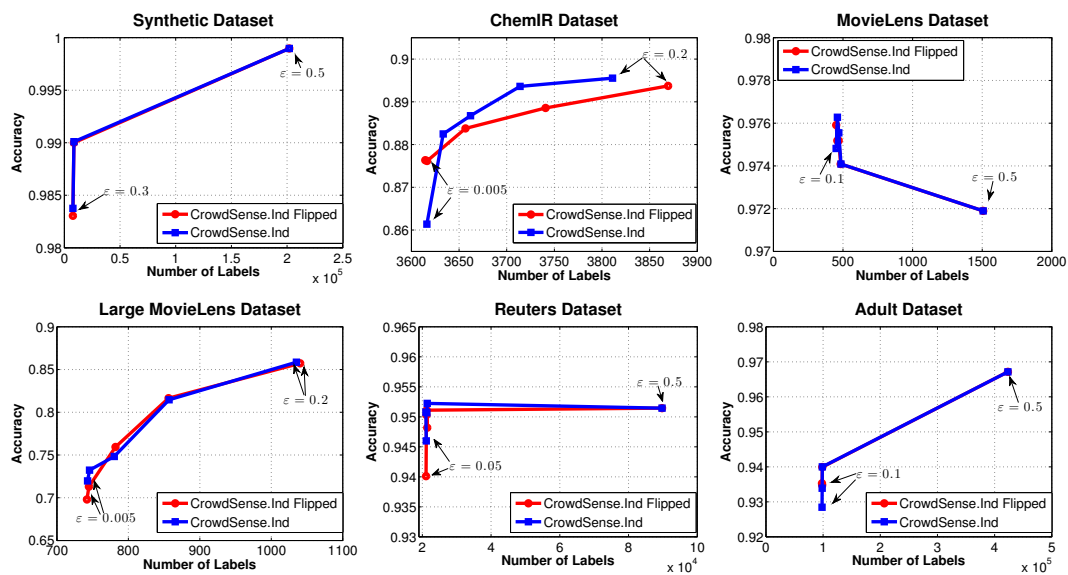 Synthetic Dataset
1
0.995
0.99
0.985
0.98
Accuracy
ε = 0.5
ε = 0.3
CrowdSense.Ind Flipped
CrowdSense.Ind
0
0.5
1
1.5
2
2.5
Number of Labels
x 10^5
ChemIR Dataset
0.9
0.89
0.88
0.87
0.86
Accuracy
ε = 0.2
ε = 0.005
CrowdSense.Ind Flipped
CrowdSense.Ind
3600
3650
3700
3750
3800
3850
3900
Number of Labels
MovieLens Dataset
0.98
0.978
0.976
0.974
0.972
0.97
Accuracy
CrowdSense.Ind Flipped
CrowdSense.Ind
ε = 0.1
ε = 0.5
0
500
1000
1500
2000
Number of Labels
Large MovieLens Dataset
0.9
0.85
0.8
0.75
0.7
0.65
Accuracy
ε = 0.2
ε = 0.005
CrowdSense.Ind Flipped
CrowdSense.Ind
700
800
900
1000
1100
Number of Labels
Reuters Dataset
0.965
0.96
0.955
0.95
0.945
0.94
0.935
0.93
Accuracy
ε = 0.5
ε = 0.05
CrowdSense.Ind Flipped
CrowdSense.Ind
2
4
6
8
10
Number of Labels
x 10^4
Adult Dataset
0.98
0.97
0.96
0.95
0.94
0.93
0.92
Accuracy
ε = 0.5
ε = 0.1
CrowdSense.Ind Flipped
CrowdSense.Ind
0
1
2
3
4
5
Number of Labels
x 10^5